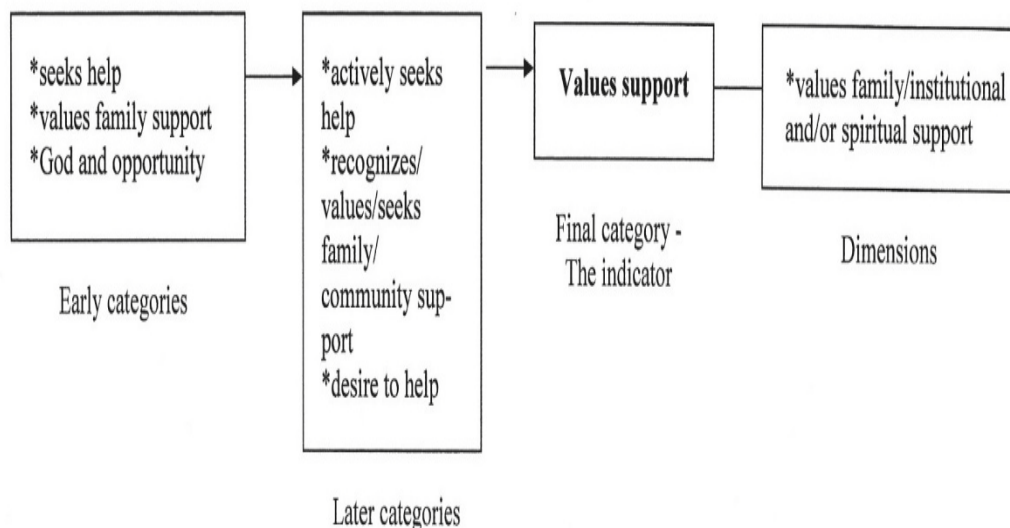 *seeks help
*values family support
*God and opportunity
Early categories
*actively seeks
help
*recognizes/
values/seeks
family/
community sup-
port
*desire to help
Later categories
Values support
Final category -
The indicator
*values family/institutional
and/or spiritual support
Dimensions